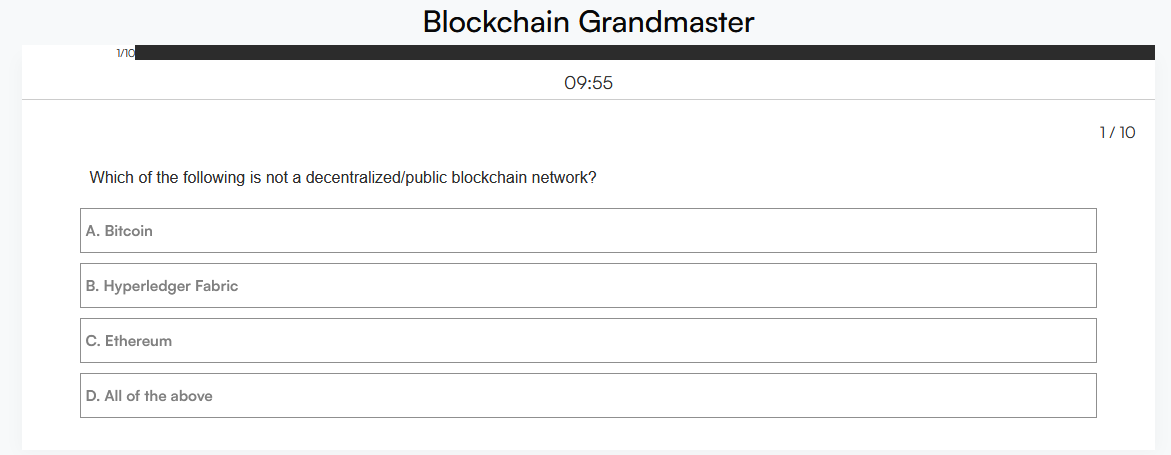 Blockchain Grandmaster
1/10
09:55
1 / 10
Which of the following is not a decentralized/public blockchain network?
A. Bitcoin
B. Hyperledger Fabric
C. Ethereum
D. All of the above